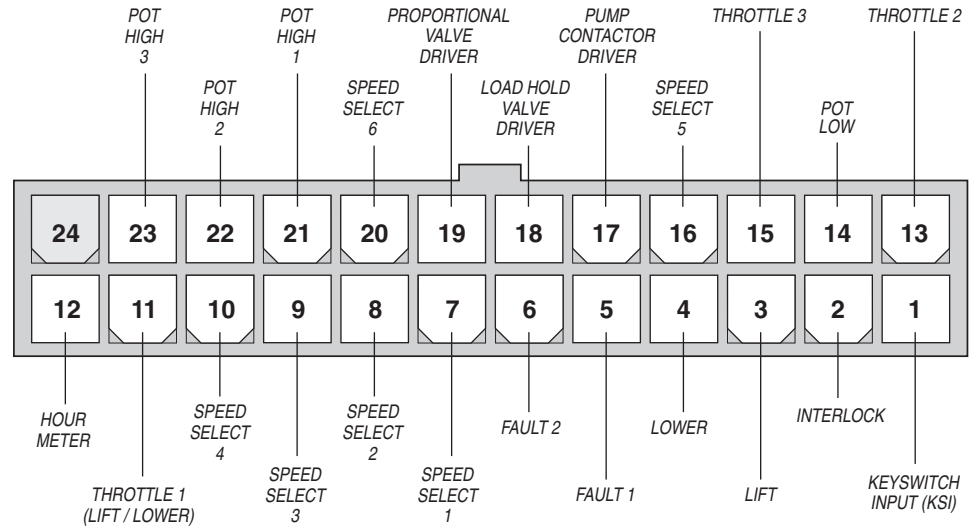 POT
HIGH
3
POT
HIGH
2
POT
HIGH
1
SPEED
SELECT
6
PROPORTIONAL
VALVE
DRIVER
LOAD HOLD
VALVE
DRIVER
PUMP
CONTACTOR
DRIVER
SPEED
SELECT
5
THROTTLE 3
POT
LOW
THROTTLE 2
24 23 22 21 20 19 18 17 16 15 14 13
12 11 10 9 8 7 6 5 4 3 2 1
HOUR
METER
THROTTLE 1
(LIFT / LOWER)
SPEED
SELECT
4
SPEED
SELECT
3
SPEED
SELECT
2
SPEED
SELECT
1
FAULT 2
FAULT 1
LOWER
LIFT
INTERLOCK
KEYSWITCH
INPUT (KSI)